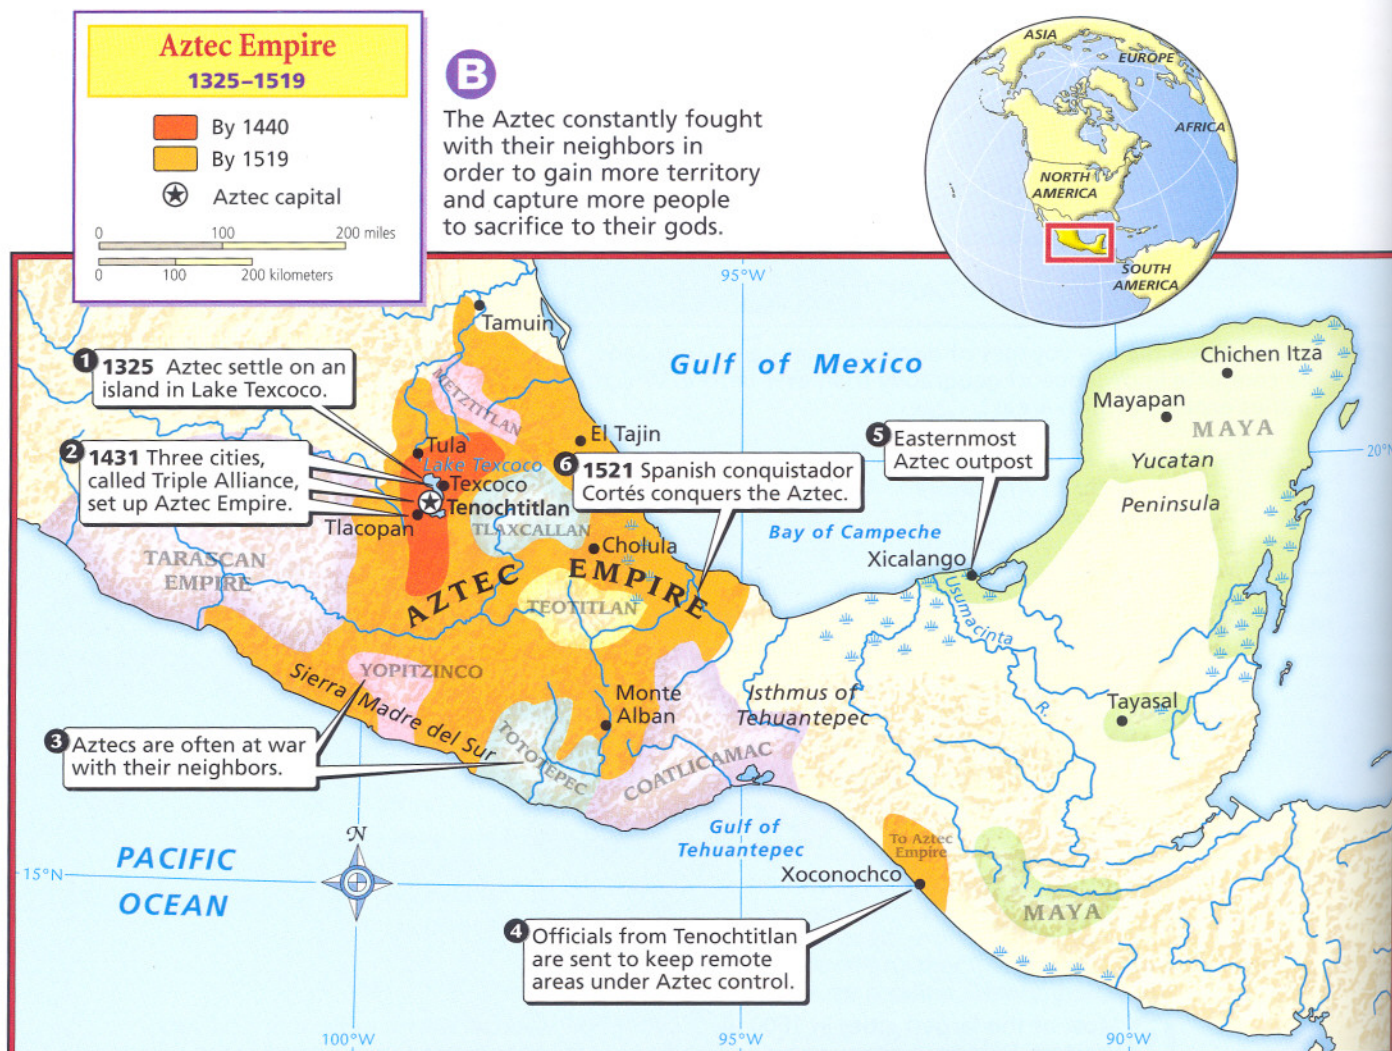 Aztec Empire
1325–1519
By 1440
By 1519
Aztec capital
0 100 200 miles
0 100 200 kilometers
B
The Aztec constantly fought
with their neighbors in
order to gain more territory
and capture more people
to sacrifice to their gods.
ASIA
EUROPE
AFRICA
NORTH
AMERICA
SOUTH
AMERICA
95°W
Tamuin
Gulf of Mexico
1 1325 Aztec settle on an
island in Lake Texcoco.
METZTITLAN
Chichen Itza
Mayapan
MAYA
Yucatan
Peninsula
20°N
2 1431 Three cities,
called Triple Alliance,
set up Aztec Empire.
Tula
El Tajin
Lake Texcoco
Texcoco
Tenochtitlan
Tlacopan
TLAXCALLAN
6 1521 Spanish conquistador
Cortés conquers the Aztec.
5 Easternmost
Aztec outpost
Bay of Campeche
Xicalango
Cholula
TARASCAN
EMPIRE
AZTEC EMPIRE
TEOTITLAN
Usumacinta
R.
YOPITZINCO
Sierra Madre del Sur
Monte
Alban
Isthmus of
Tehuantepec
Tayasal
3 Aztecs are often at war
with their neighbors.
TOTOTEPEC
COATLICAMAC
Gulf of
Tehuantepec
To Aztec
Empire
PACIFIC
OCEAN
N
15°N
Xoconochco
MAYA
4 Officials from Tenochtitlan
are sent to keep remote
areas under Aztec control.
100°W
95°W
90°W